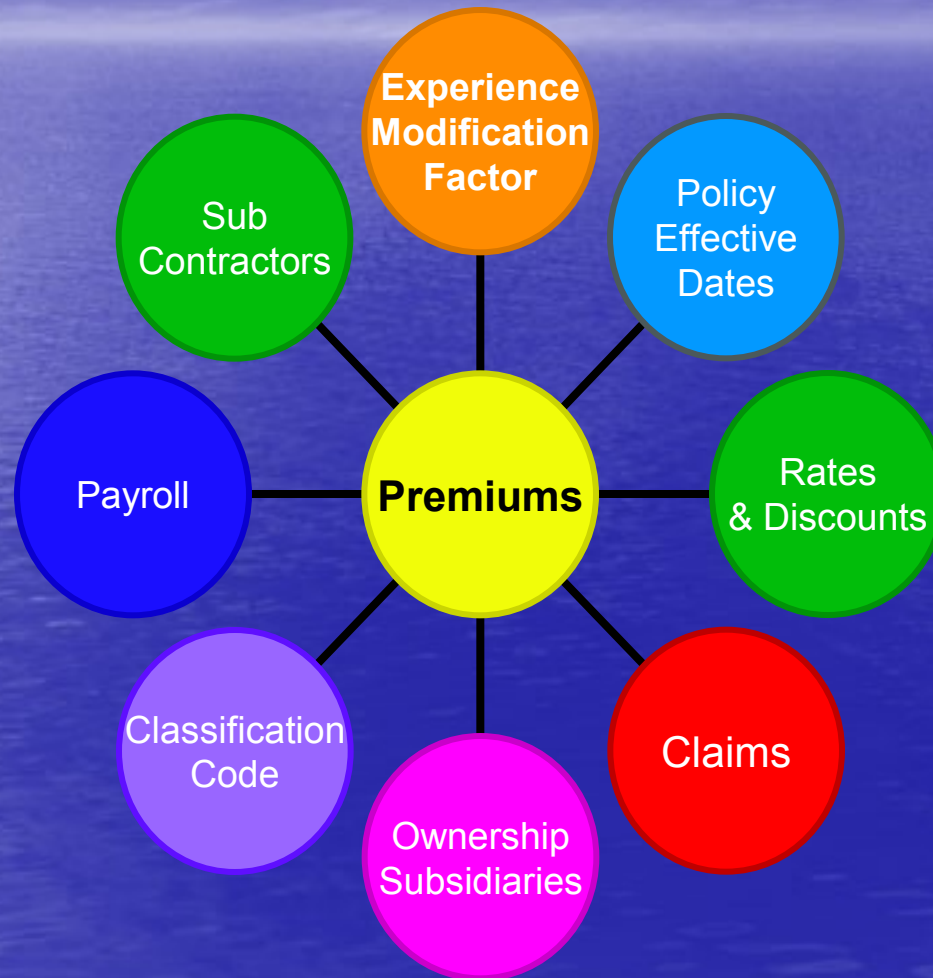 Experience
Modification
Factor
Policy
Effective
Dates
Rates
& Discounts
Claims
Ownership
Subsidiaries
Classification
Code
Payroll
Sub
Contractors
Premiums